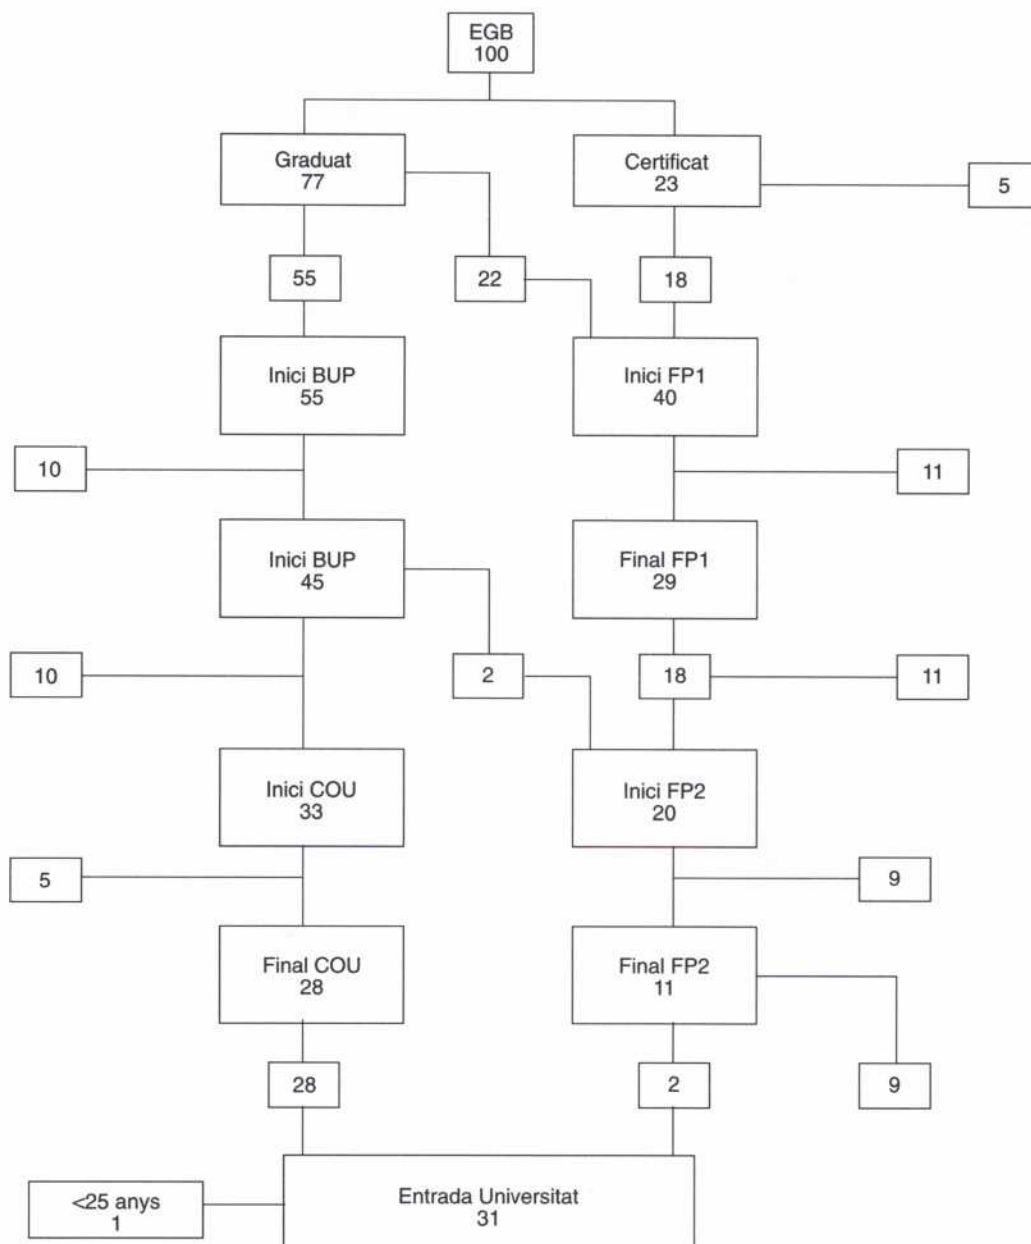 EGB
100
Graduat
77
Certificat
23
5
55
22
18
Inici BUP
55
Inici FP1
40
10
11
Inici BUP
45
Final FP1
29
10
2
18
11
Inici COU
33
Inici FP2
20
5
9
Final COU
28
Final FP2
11
28
2
9
<25 anys
1
Entrada Universitat
31